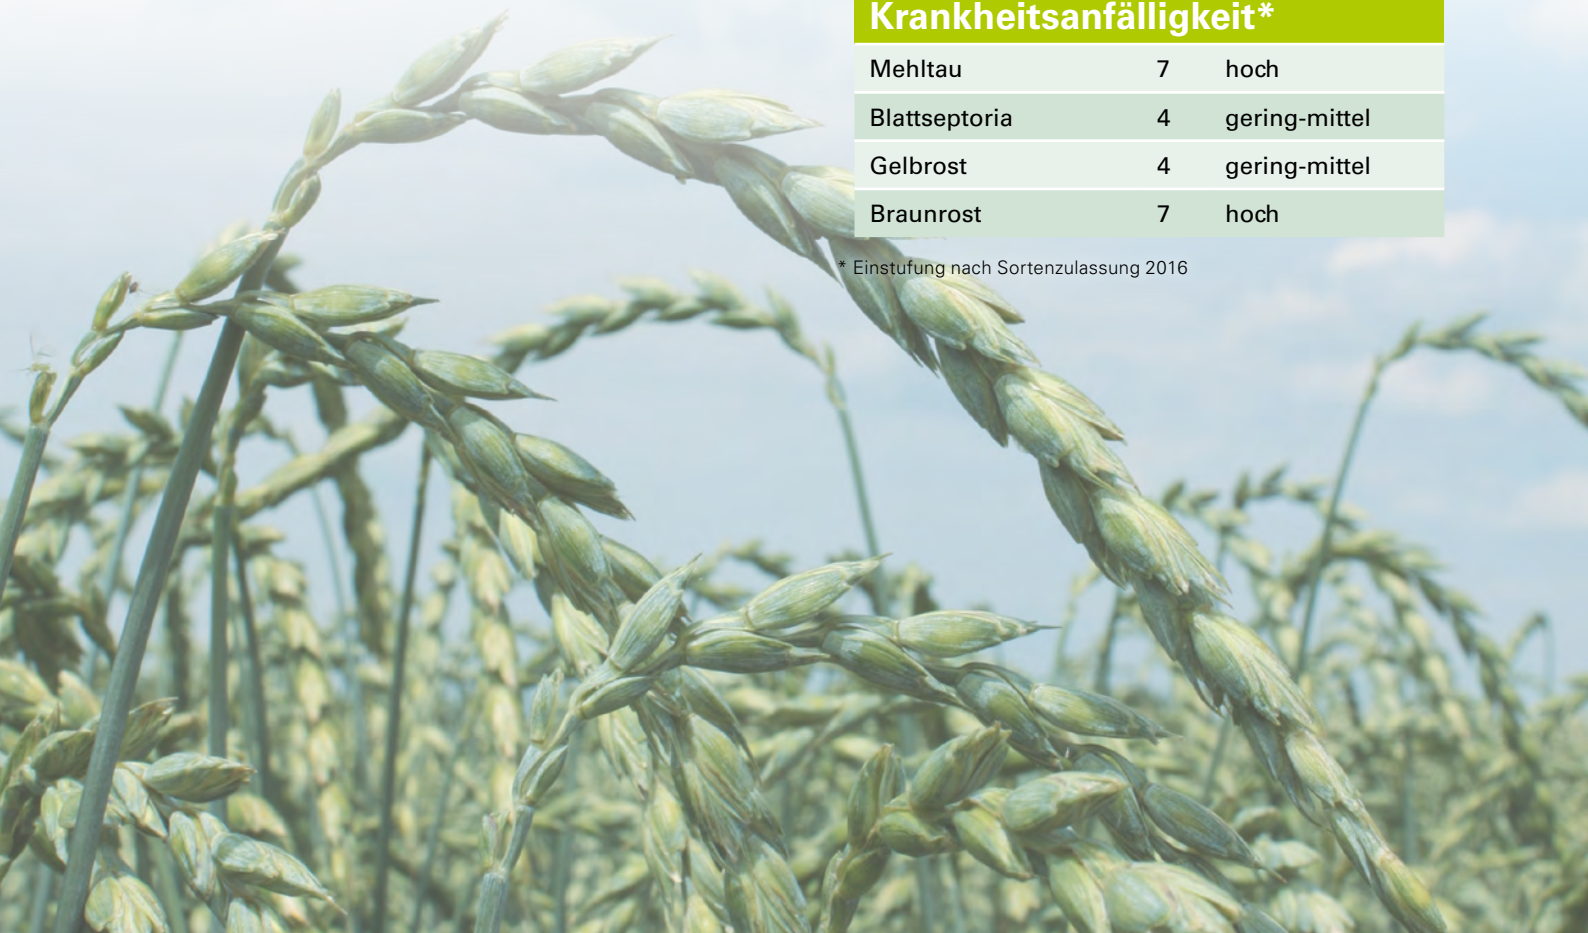 Krankheitsanfälligkeit*
Mehltau 7 hoch
Blattseptoria 4 gering-mittel
Gelbrost 4 gering-mittel
Braunrost 7 hoch
* Einstufung nach Sortenzulassung 2016